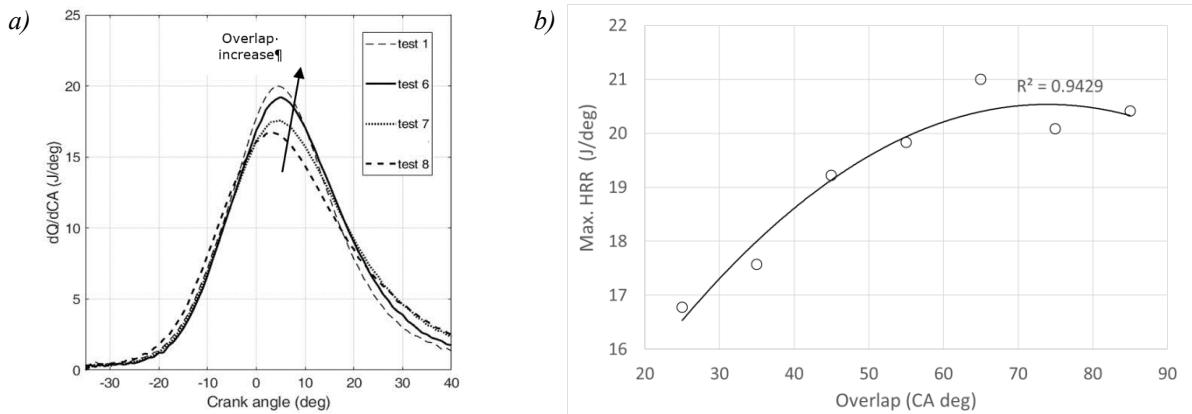 a)
25
20
15
10
5
0
dQ/dCA (J/deg)
Overlap·
increase¶
test 1
test 6
test 7
test 8
-30 -20 -10 0 10 20 30 40
Crank angle (deg)
b)
22
21
20
19
18
17
16
Max. HRR (J/deg)
R² = 0.9429
20 30 40 50 60 70 80 90
Overlap (CA deg)